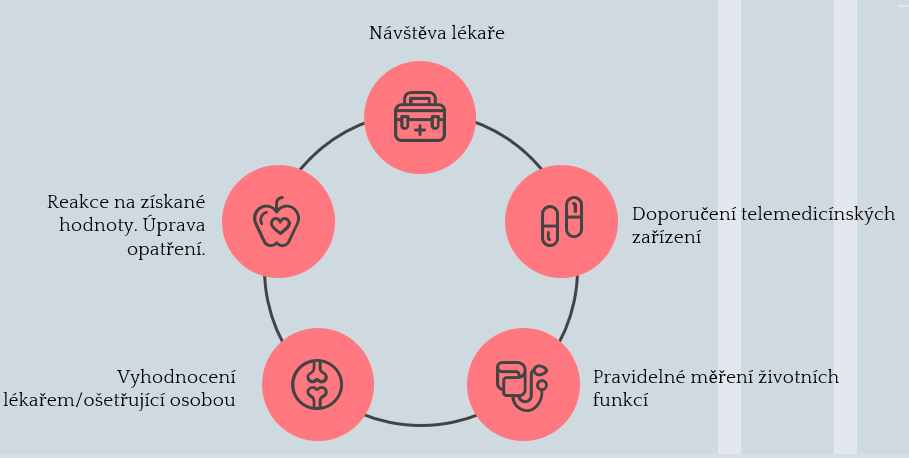 Návštěva lékaře
Doporučení telemedicínských
zařízení
Pravidelné měření životních
funkcí
Vyhodnocení
lékařem/ošetřující osobou
Reakce na získané
hodnoty. Úprava
opatření.